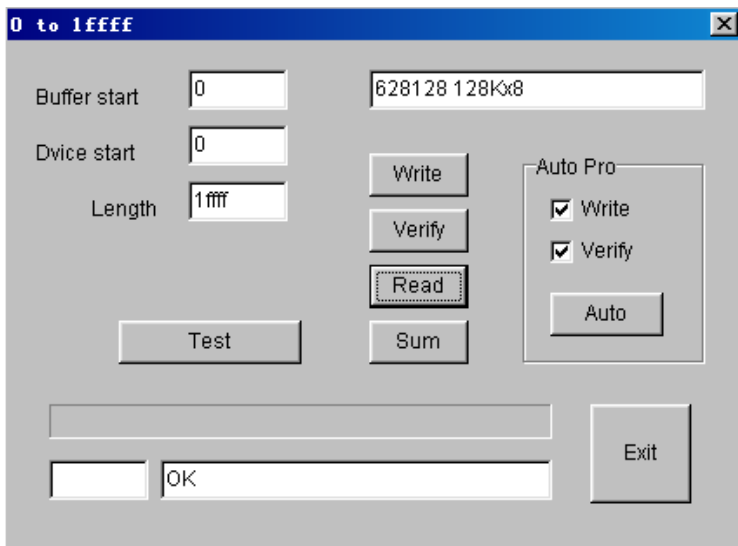 0 to 1ffff
Buffer start 0
628128 128Kx8
Dvice start 0
Length 1ffff
Write
Verify
Read
Sum
Test
Auto Pro
Write
Verify
Auto
OK
Exit